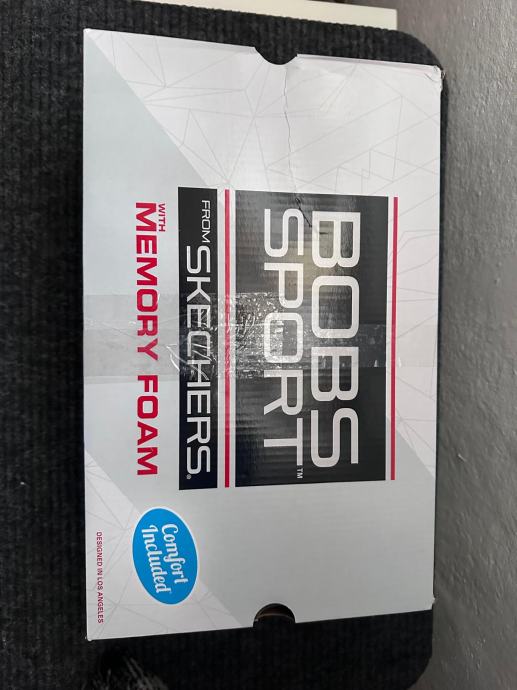 BOBS
SPORT™
FROM SKECHERS®
WITH
MEMORY FOAM
Comfort
Included
DESIGNED IN LOS ANGELES